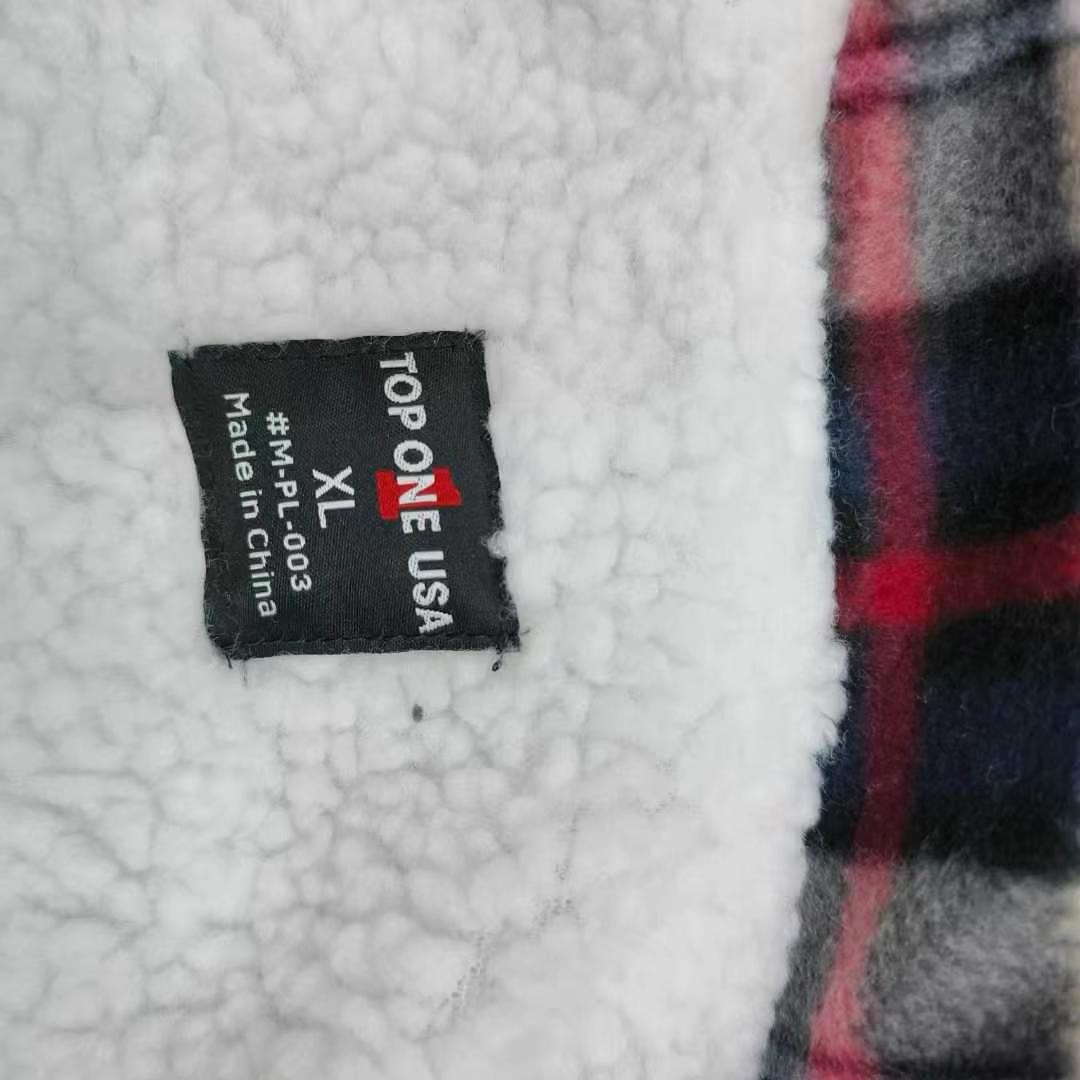 TOP ONE USA
XL
#M-PL-003
Made in China